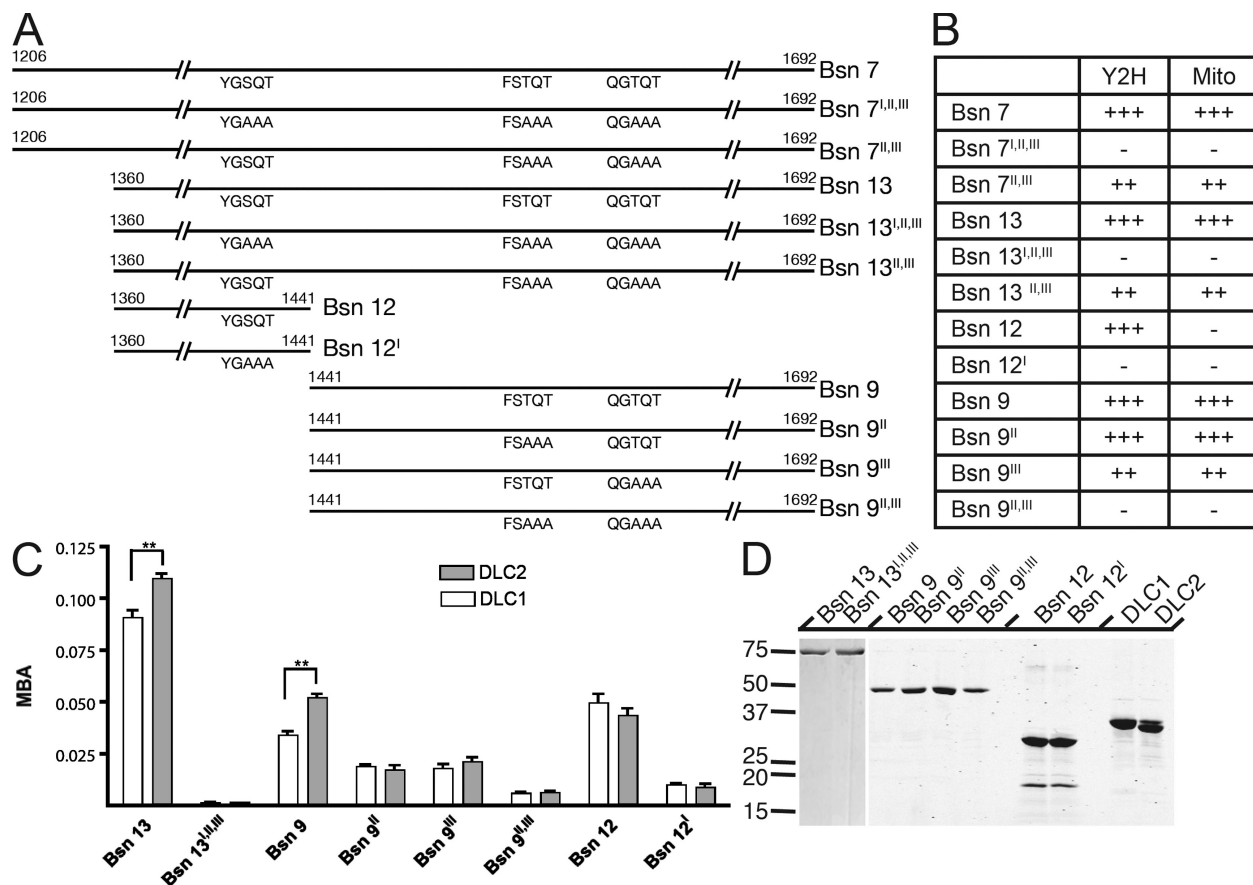 A
1206 1692 Bsn 7
YGSQT FSTQT QGTQT
1206 1692 Bsn 7I,II,III
YGAAA FSAAA QGAAA
1206 1692 Bsn 7II,III
YGSQT FSAAA QGAAA
1360 1692 Bsn 13
YGSQT FSTQT QGTQT
1360 1692 Bsn 13I,II,III
YGAAA FSAAA QGAAA
1360 1692 Bsn 13II,III
YGSQT FSAAA QGAAA
1360 1441 Bsn 12
YGSQT
1360 1441 Bsn 12I
YGAAA
1441 1692 Bsn 9
FSTQT QGTQT
1441 1692 Bsn 9II
FSAAA QGTQT
1441 1692 Bsn 9III
FSTQT QGAAA
1441 1692 Bsn 9II,III
FSAAA QGAAA
B
Y2H Mito
Bsn 7 +++ +++
Bsn 7I,II,III - -
Bsn 7II,III ++ ++
Bsn 13 +++ +++
Bsn 13I,II,III - -
Bsn 13 II,III ++ ++
Bsn 12 +++ -
Bsn 12I - -
Bsn 9 +++ +++
Bsn 9II +++ +++
Bsn 9III ++ ++
Bsn 9II,III - -
C
MBA
0.125
0.100
0.075
0.050
0.025
**
**
DLC2
DLC1
Bsn 13
Bsn 13I,II,III
Bsn 9
Bsn 9II
Bsn 9III
Bsn 9II,III
Bsn 12
Bsn 12I
D
Bsn 13
Bsn 13I,II,III
Bsn 9
Bsn 9II
Bsn 9III
Bsn 9II,III
Bsn 12
Bsn 12I
DLC1
DLC2
75
50
37
25
20
15